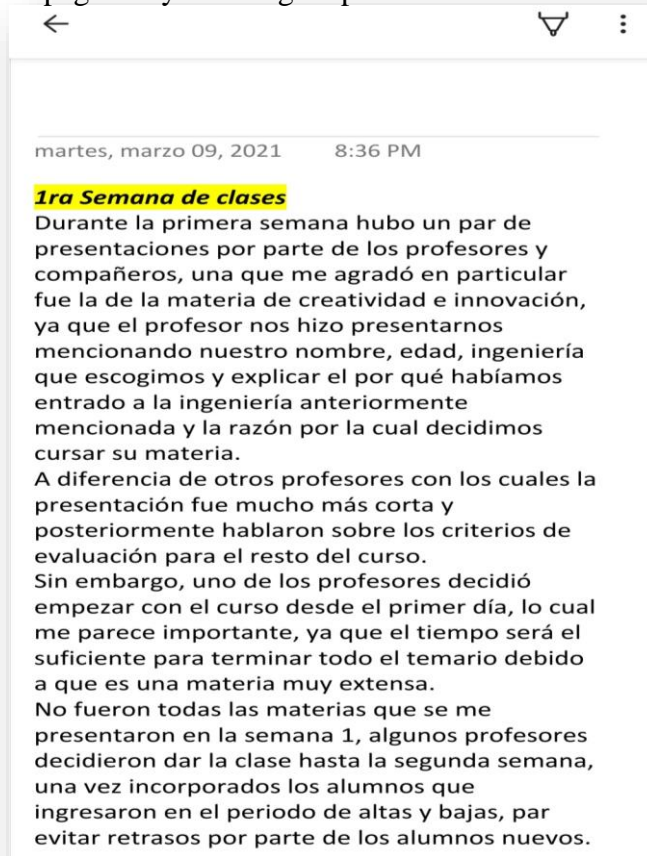 martes, marzo 09, 2021 8:36 PM
1ra Semana de clases
Durante la primera semana hubo un par de
presentaciones por parte de los profesores y
compañeros, una que me agradó en particular
fue la de la materia de creatividad e innovación,
ya que el profesor nos hizo presentarnos
mencionando nuestro nombre, edad, ingeniería
que escogimos y explicar el por qué habíamos
entrado a la ingeniería anteriormente
mencionada y la razón por la cual decidimos
cursar su materia.
A diferencia de otros profesores con los cuales la
presentación fue mucho más corta y
posteriormente hablaron sobre los criterios de
evaluación para el resto del curso.
Sin embargo, uno de los profesores decidió
empezar con el curso desde el primer día, lo cual
me parece importante, ya que el tiempo será el
suficiente para terminar todo el temario debido
a que es una materia muy extensa.
No fueron todas las materias que se me
presentaron en la semana 1, algunos profesores
decidieron dar la clase hasta la segunda semana,
una vez incorporados los alumnos que
ingresaron en el periodo de altas y bajas, par
evitar retrasos por parte de los alumnos nuevos.